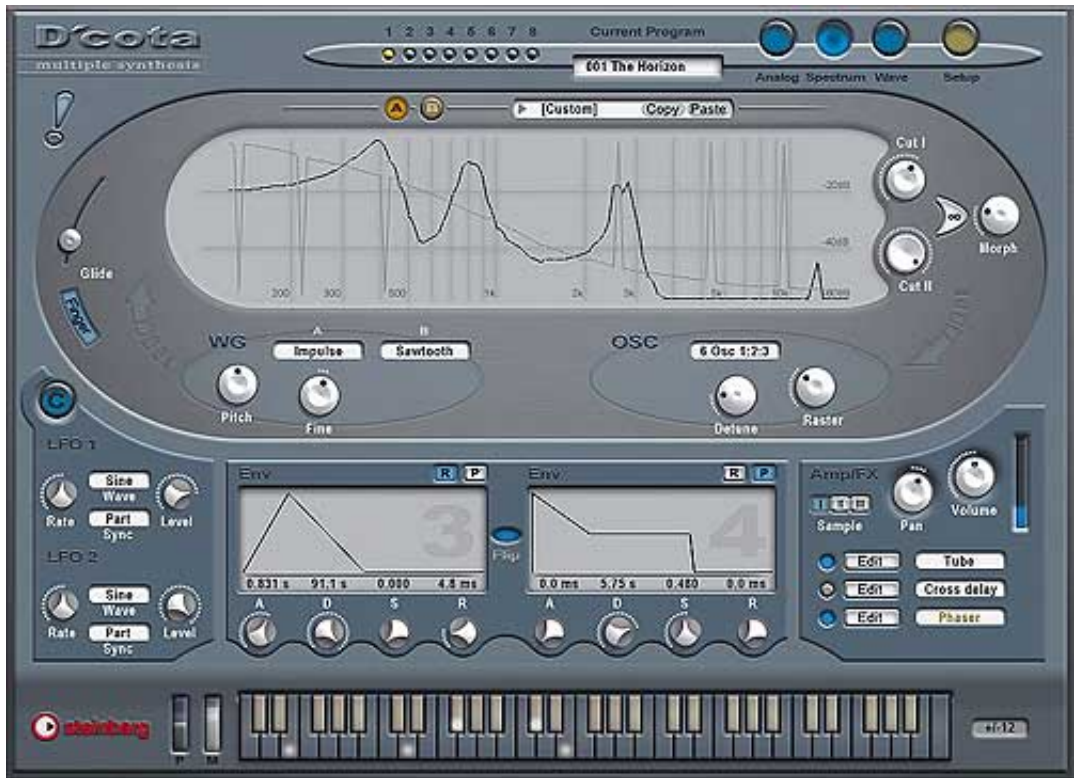 D'cota
multiple synthesis
1 2 3 4 5 6 7 8
Current Program
001 The Horizon
Analog Spectrum Wave Setup
A B
[Custom] Copy Paste
Cut I
-20dB
-40dB
Morph
Cut II
200 300 500 1k 2k 3k 5k
Glide
Finger
WG
A B
Impulse Sawtooth
Pitch
Fine
OSC
6 Osc 1:2:3
Detune
Raster
C
LFO 1
Sine
Wave
Rate
Part
Sync
Level
LFO 2
Sine
Wave
Rate
Part
Sync
Level
Env R P
3
0.831 s 91.1 s 0.000 4.8 ms
A D S R
Flip
Env R P
4
0.0 ms 5.75 s 0.480 0.0 ms
A D S R
Amp/FX
I II III
Sample
Pan
Volume
Edit Tube
Edit Cross delay
Edit Phaser
steinberg
P M
+/-12